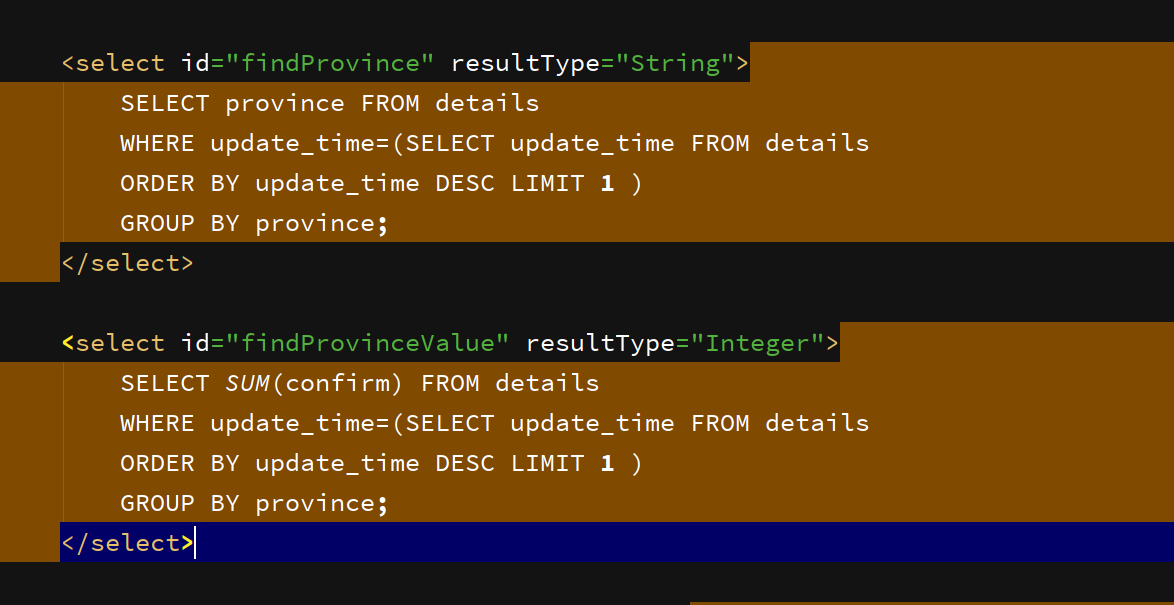 <select id="findProvince" resultType="String">
SELECT province FROM details
WHERE update_time=(SELECT update_time FROM details
ORDER BY update_time DESC LIMIT 1 )
GROUP BY province;
</select>
<select id="findProvinceValue" resultType="Integer">
SELECT SUM(confirm) FROM details
WHERE update_time=(SELECT update_time FROM details
ORDER BY update_time DESC LIMIT 1 )
GROUP BY province;
</select>